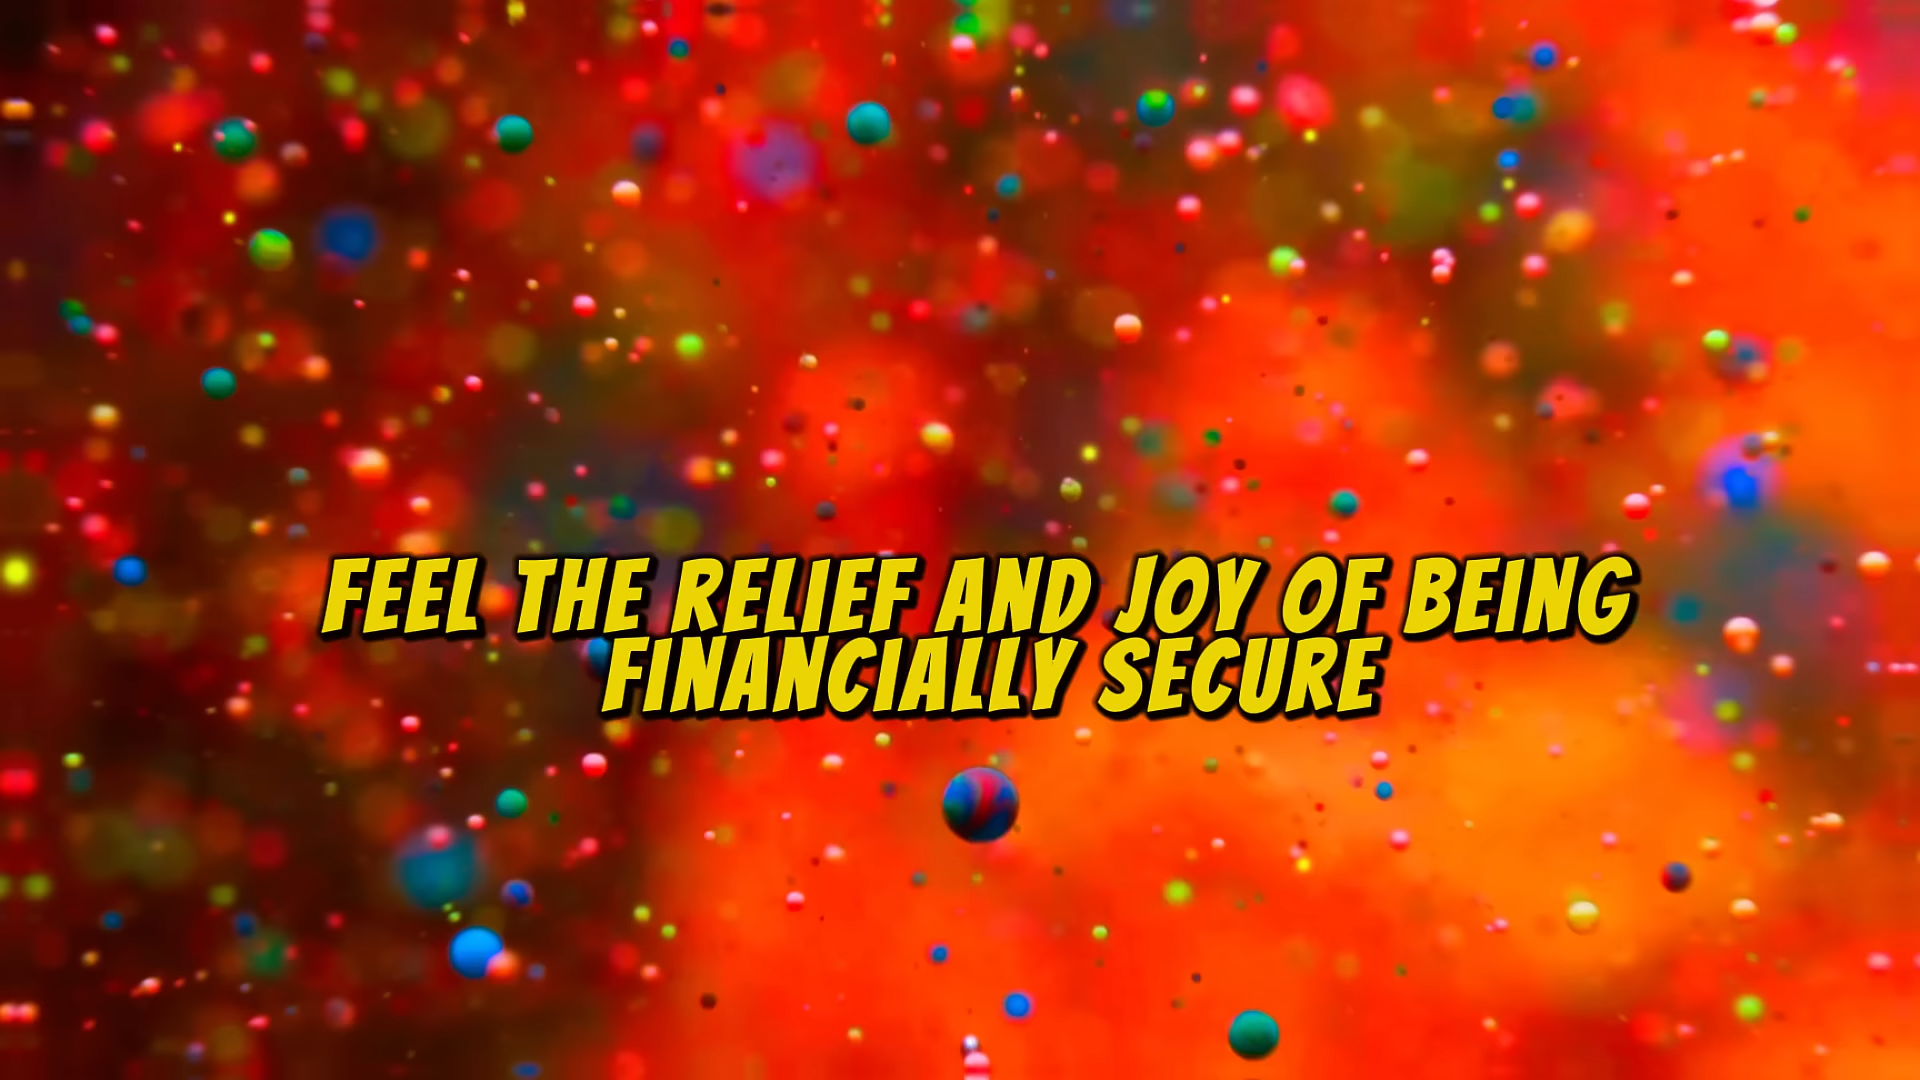 FEEL THE RELIEF AND JOY OF BEING
FINANCIALLY SECURE